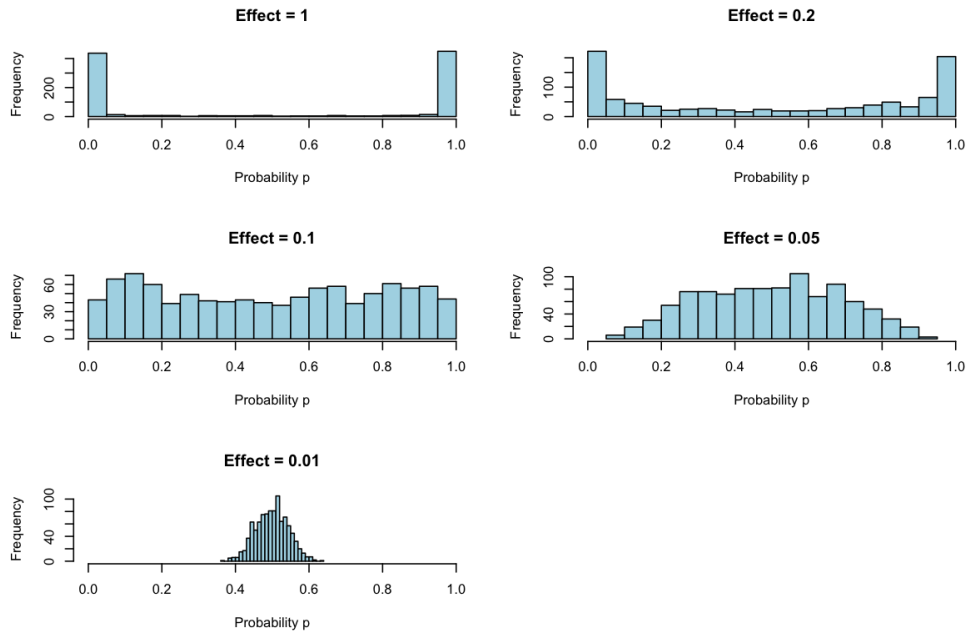 Effect = 1
Frequency
0 200
0.0 0.2 0.4 0.6 0.8 1.0
Probability p
Effect = 0.2
Frequency
0 100
0.0 0.2 0.4 0.6 0.8 1.0
Probability p
Effect = 0.1
Frequency
0 30 60
0.0 0.2 0.4 0.6 0.8 1.0
Probability p
Effect = 0.05
Frequency
0 40 100
0.0 0.2 0.4 0.6 0.8 1.0
Probability p
Effect = 0.01
Frequency
0 40 100
0.0 0.2 0.4 0.6 0.8 1.0
Probability p